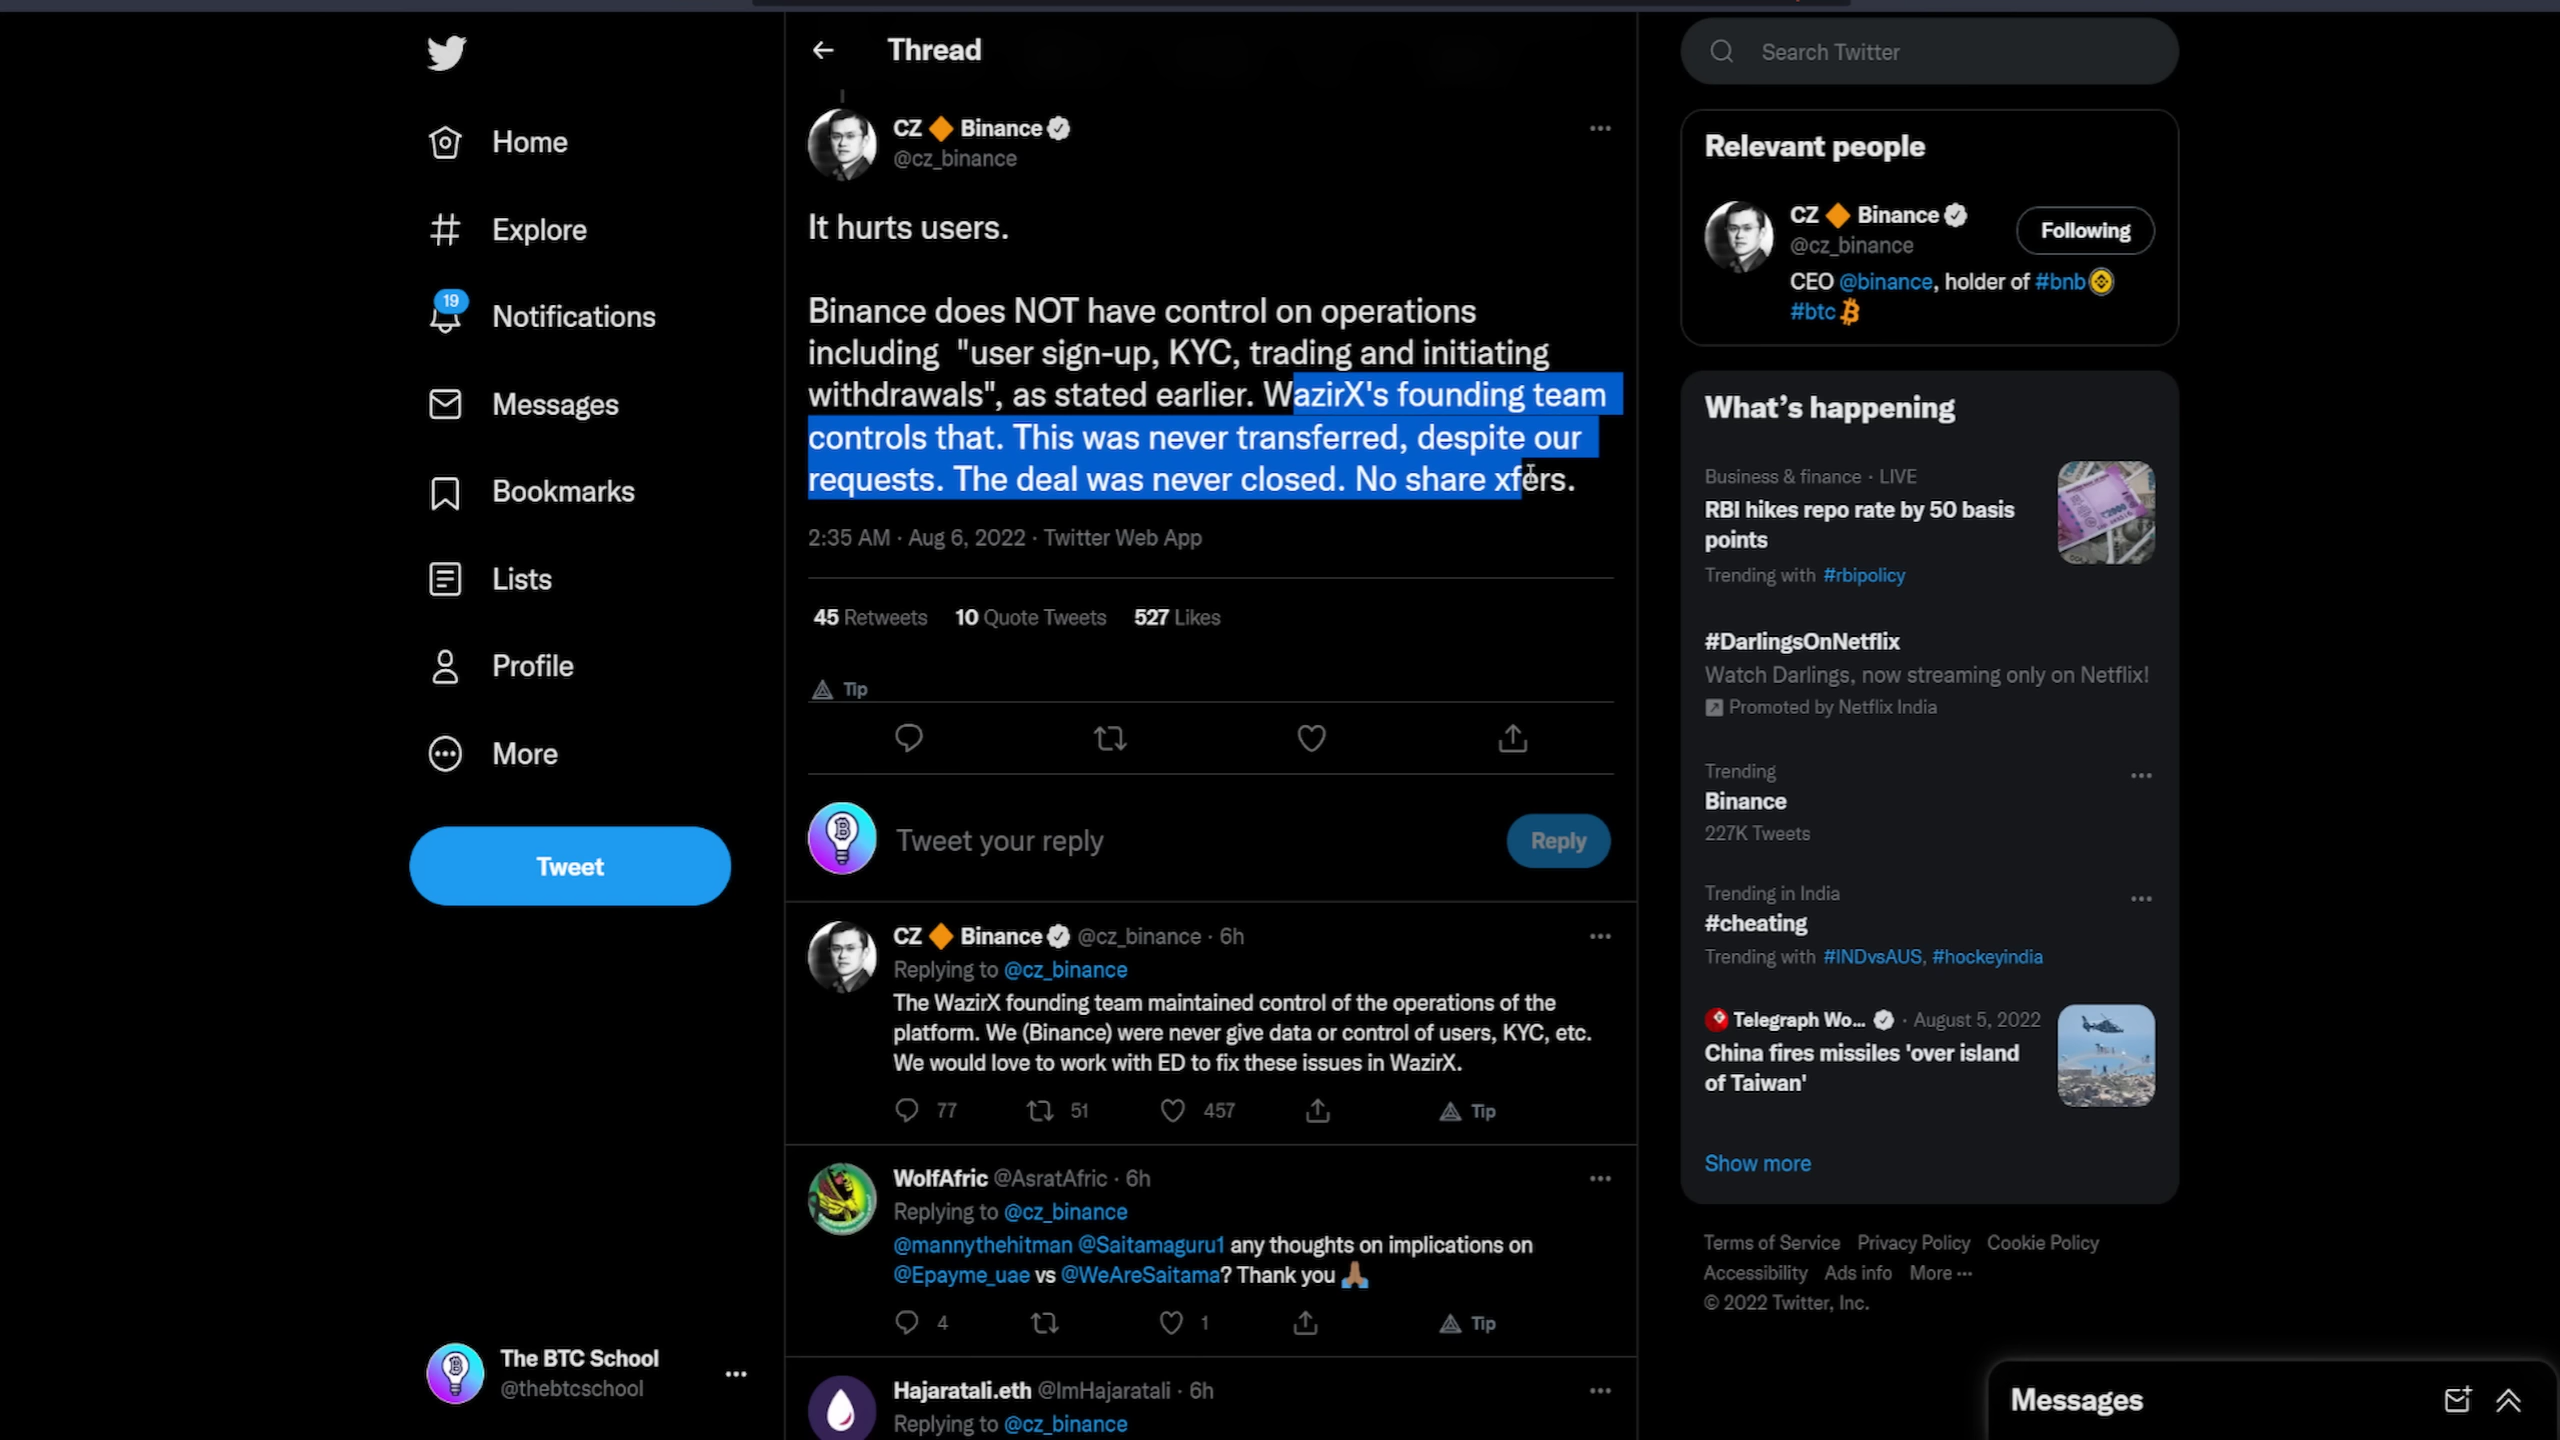 Home
Explore
19
Notifications
Messages
Bookmarks
Lists
Profile
More
Tweet
The BTC School
@thebtcschool
Thread
CZ 🔶 Binance
@cz_binance
It hurts users.
Binance does NOT have control on operations
including "user sign-up, KYC, trading and initiating
withdrawals", as stated earlier. WazirX's founding team
controls that. This was never transferred, despite our
requests. The deal was never closed. No share xfers.
2:35 AM · Aug 6, 2022 · Twitter Web App
45 Retweets 10 Quote Tweets 527 Likes
Tip
Tweet your reply
Reply
CZ 🔶 Binance @cz_binance · 6h
Replying to @cz_binance
The WazirX founding team maintained control of the operations of the
platform. We (Binance) were never give data or control of users, KYC, etc.
We would love to work with ED to fix these issues in WazirX.
77 51 457 Tip
WolfAfric @AsratAfric · 6h
Replying to @cz_binance
@mannythehitman @Saitamaguru1 any thoughts on implications on
@Epayme_uae vs @WeAreSaitama? Thank you 🙏🏽
4 1 Tip
Hajaratali.eth @ImHajaratali · 6h
Replying to @cz_binance
Search Twitter
Relevant people
CZ 🔶 Binance
@cz_binance
Following
CEO @binance, holder of #bnb
#btc
What's happening
Business & finance · LIVE
RBI hikes repo rate by 50 basis
points
Trending with #rbipolicy
#DarlingsOnNetflix
Watch Darlings, now streaming only on Netflix!
Promoted by Netflix India
Trending
Binance
227K Tweets
Trending in India
#cheating
Trending with #INDvsAUS, #hockeyindia
Telegraph Wo... · August 5, 2022
China fires missiles 'over island
of Taiwan'
Show more
Terms of Service Privacy Policy Cookie Policy
Accessibility Ads info More ···
© 2022 Twitter, Inc.
Messages